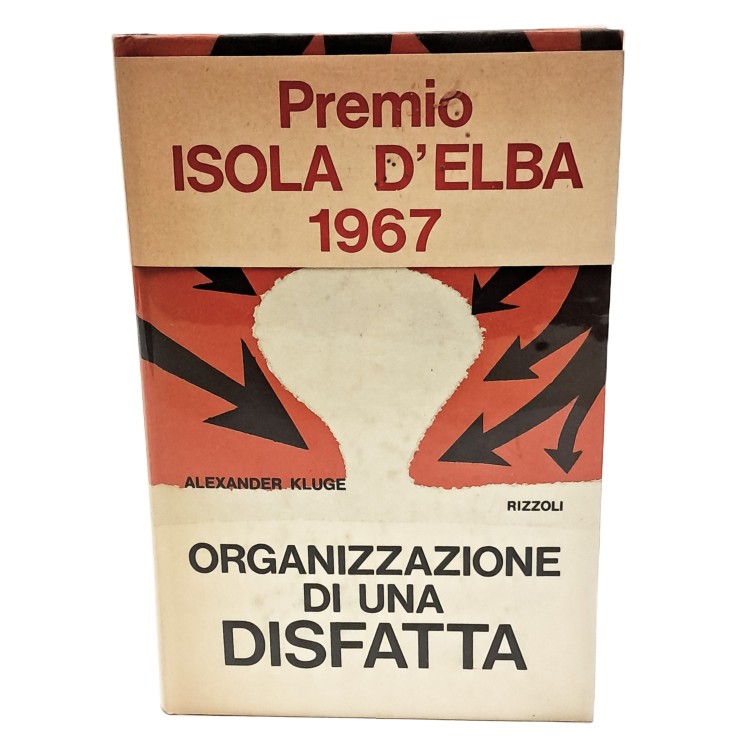 Premio
ISOLA D'ELBA
1967
ALEXANDER KLUGE
RIZZOLI
ORGANIZZAZIONE
DI UNA
DISFATTA